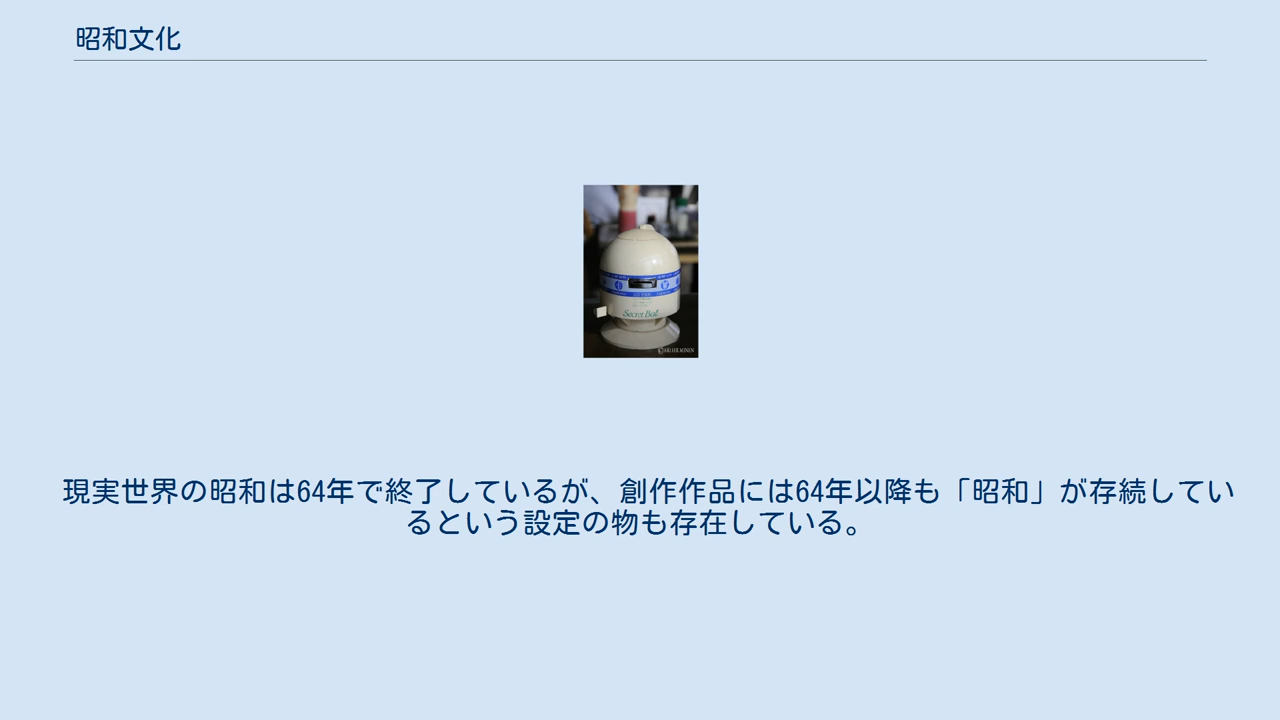 昭和文化
Secret Ball
現実世界の昭和は64年で終了しているが、創作作品には64年以降も「昭和」が存続してい
るという設定の物も存在している。